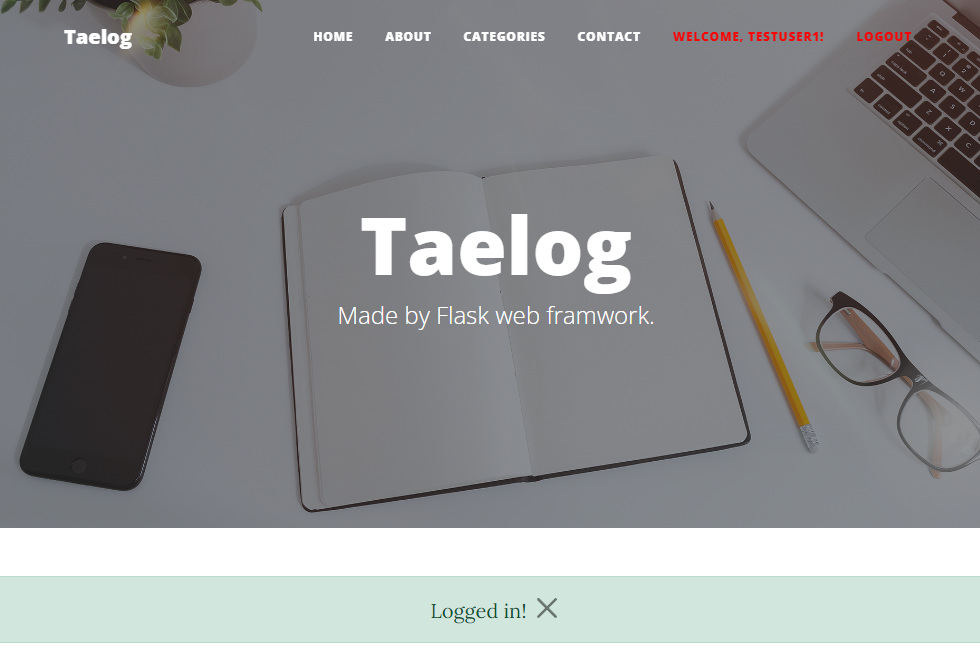 Taelog HOME ABOUT CATEGORIES CONTACT WELCOME, TESTUSER1! LOGOUT
Taelog
Made by Flask web framwork.
Logged in!